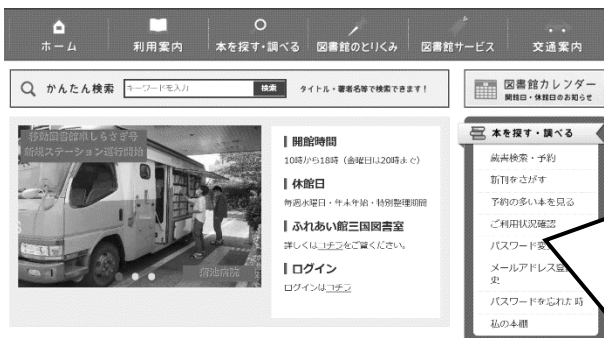 ホーム 利用案内 本を探す・調べる 図書館のとりくみ 図書館サービス 交通案内
かんたん検索 キーワードを入力 検索 タイトル・著者名等で検索できます！
図書館カレンダー
開館日・休館日のお知らせ
移動図書館車しらさぎ号
新規ステーション運行開始
菊池病院
開館時間
10時から18時（金曜日は20時まで）
休館日
毎週水曜日・年末年始・特別整理期間
ふれあい館三国図書室
詳しくはコチラをご覧ください。
ログイン
ログインはコチラ
本を探す・調べる
蔵書検索・予約
新刊をさがす
予約の多い本を見る
ご利用状況確認
パスワード変
メールアドレス登
史
パスワードを忘れた時
私の本棚